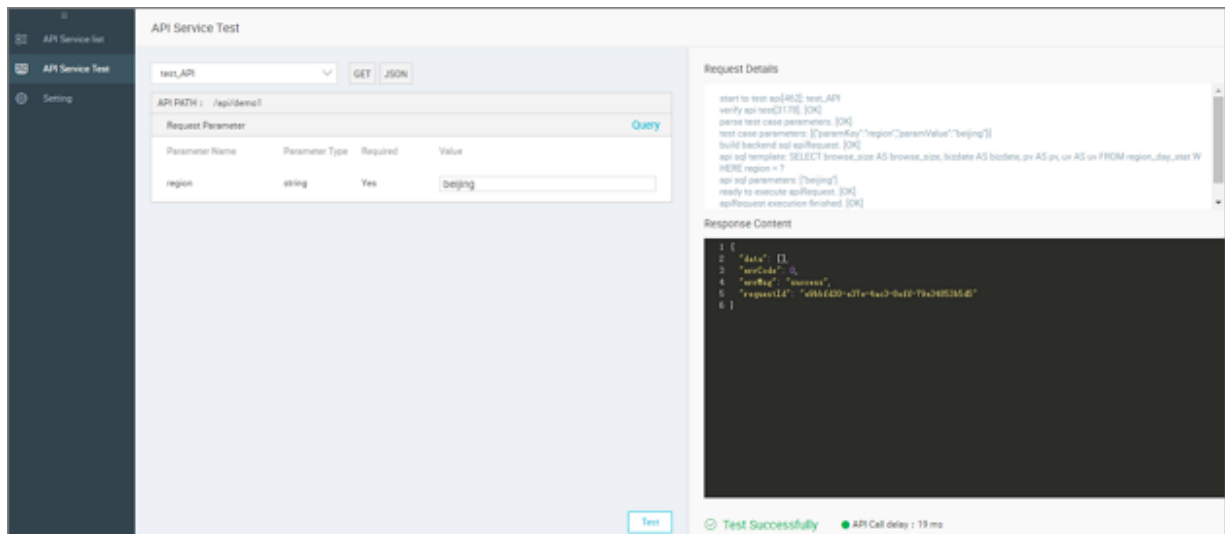 API Service list
API Service Test
Setting
API Service Test
test_API GET JSON
API PATH : /api/demo1
Request Parameter Query
Parameter Name Parameter Type Required Value
region string Yes beijing
Test
Request Details
start to test api[462]: test_API
verify api test[3178]. [OK]
parse test case parameters. [OK]
test case parameters: [{"paramKey":"region","paramValue":"beijing"}]
build backend sql apiRequest. [OK]
api sql template: SELECT browse_size AS browse_size, bizdate AS bizdate, pv AS pv, uv AS uv FROM region_day_stat W
HERE region = ?
api sql parameters: ["beijing"]
ready to execute apiRequest. [OK]
apiRequest execution finished. [OK]
Response Content
1 {
2 "data": [],
3 "errCode": 0,
4 "errMsg": "success",
5 "requestId":
6 }
Test Successfully API Call delay : 19 ms